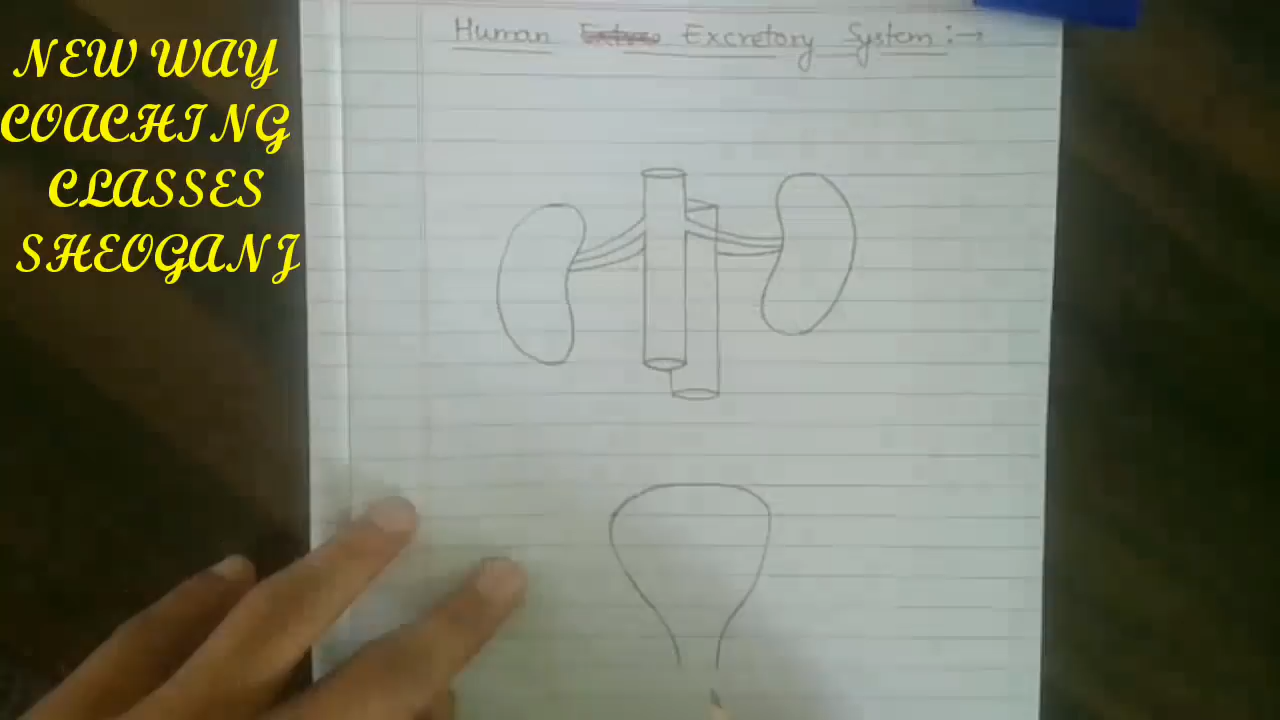 NEW WAY
COACHING
CLASSES
SHEOGANJ
Human Excretory System :→